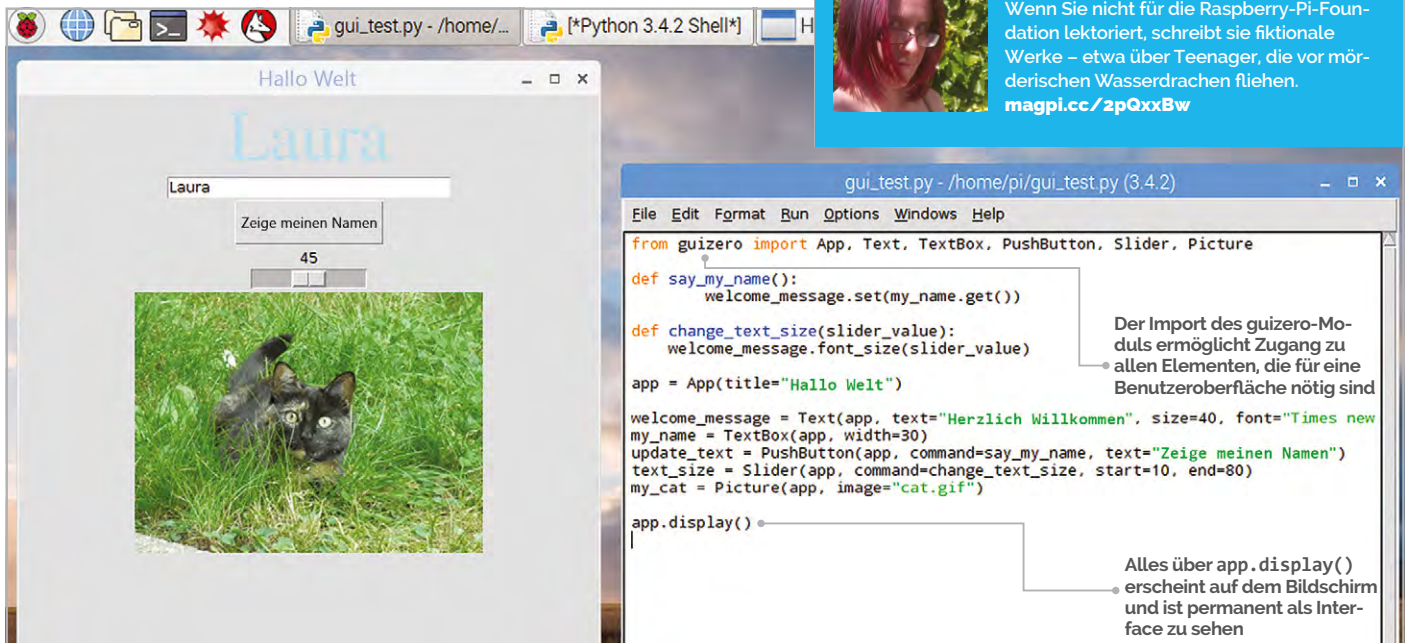 Wenn Sie nicht für die Raspberry-Pi-Foun-
dation lektoriert, schreibt sie fiktionale
Werke – etwa über Teenager, die vor mör-
derischen Wasserdrachen fliehen.
magpi.cc/2pQxxBw
gui_test.py - /home/...
[*Python 3.4.2 Shell*]
H
Hallo Welt
Laura
Laura
Zeige meinen Namen
45
gui_test.py - /home/pi/gui_test.py (3.4.2)
File Edit Format Run Options Windows Help
from guizero import App, Text, TextBox, PushButton, Slider, Picture
def say_my_name():
welcome_message.set(my_name.get())
def change_text_size(slider_value):
welcome_message.font_size(slider_value)
app = App(title="Hallo Welt")
welcome_message = Text(app, text="Herzlich Willkommen", size=40, font="Times new
my_name = TextBox(app, width=30)
update_text = PushButton(app, command=say_my_name, text="Zeige meinen Namen")
text_size = Slider(app, command=change_text_size, start=10, end=80)
my_cat = Picture(app, image="cat.gif")
app.display()
Der Import des guizero-Mo-
duls ermöglicht Zugang zu
allen Elementen, die für eine
Benutzeroberfläche nötig sind
Alles über app.display()
erscheint auf dem Bildschirm
und ist permanent als Inter-
face zu sehen